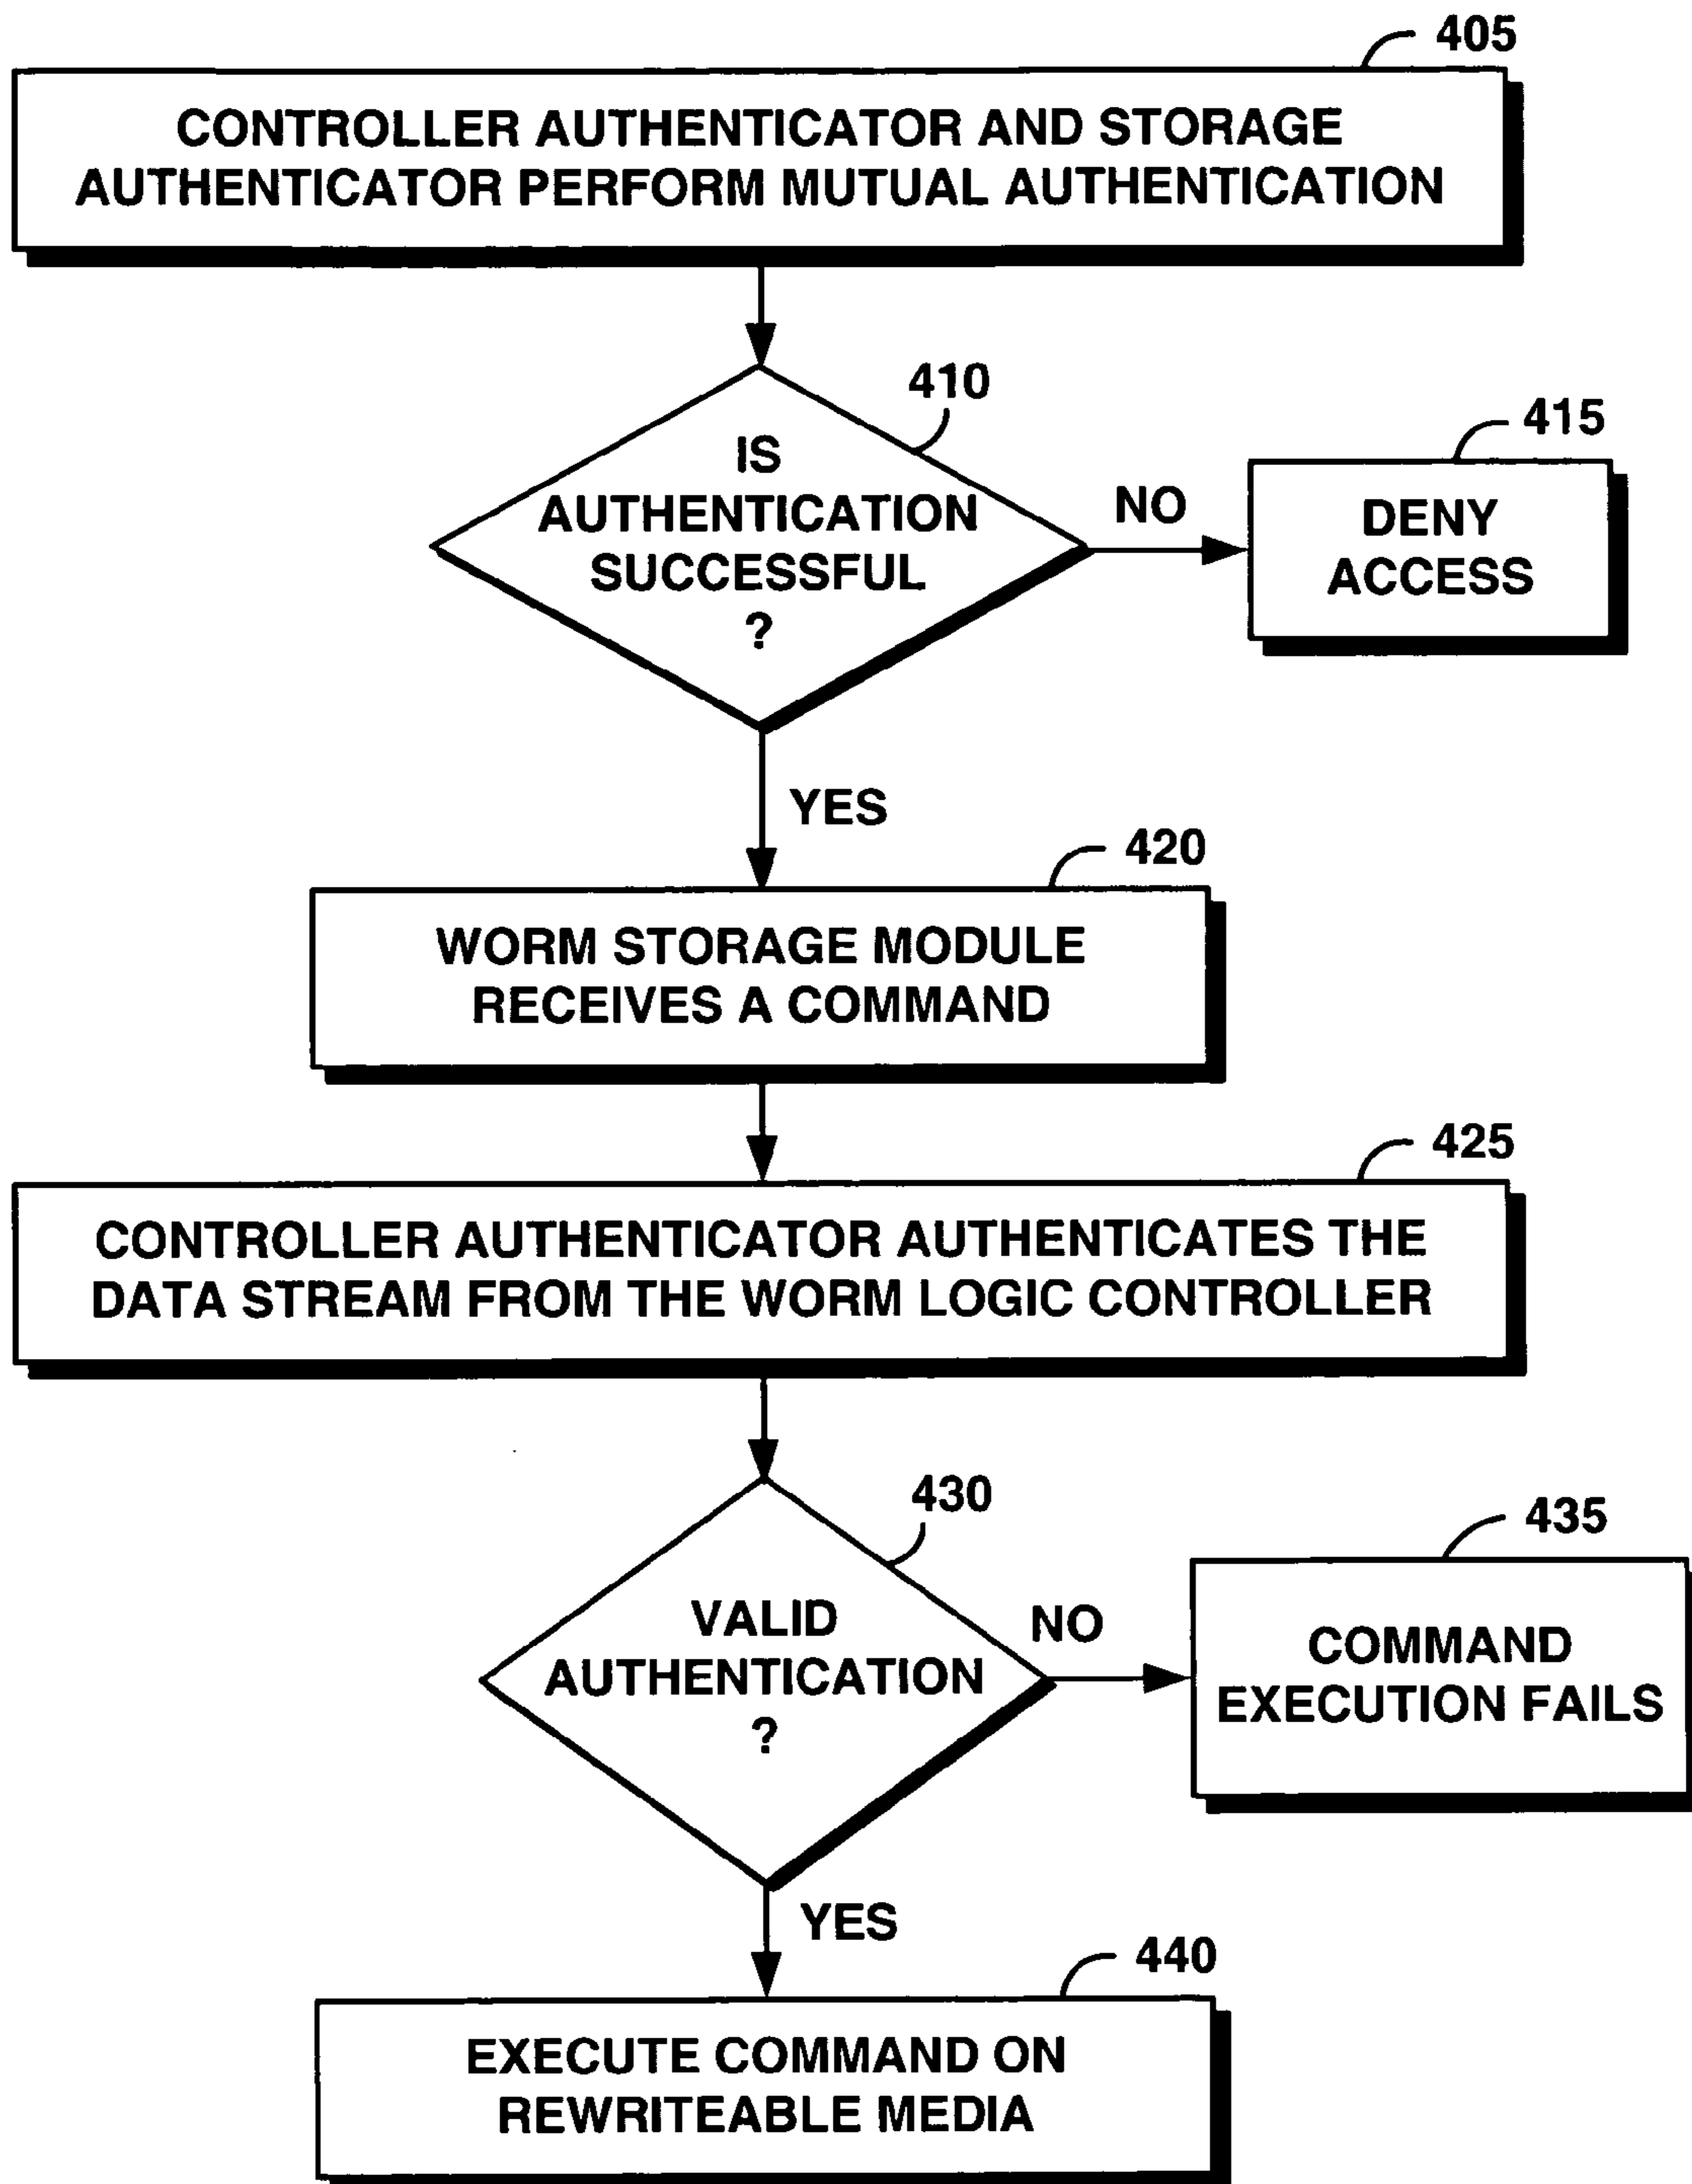 405
CONTROLLER AUTHENTICATOR AND STORAGE
AUTHENTICATOR PERFORM MUTUAL AUTHENTICATION
410
IS
AUTHENTICATION
SUCCESSFUL
?
NO
415
DENY
ACCESS
YES
420
WORM STORAGE MODULE
RECEIVES A COMMAND
425
CONTROLLER AUTHENTICATOR AUTHENTICATES THE
DATA STREAM FROM THE WORM LOGIC CONTROLLER
430
VALID
AUTHENTICATION
?
NO
435
COMMAND
EXECUTION FAILS
YES
440
EXECUTE COMMAND ON
REWRITEABLE MEDIA